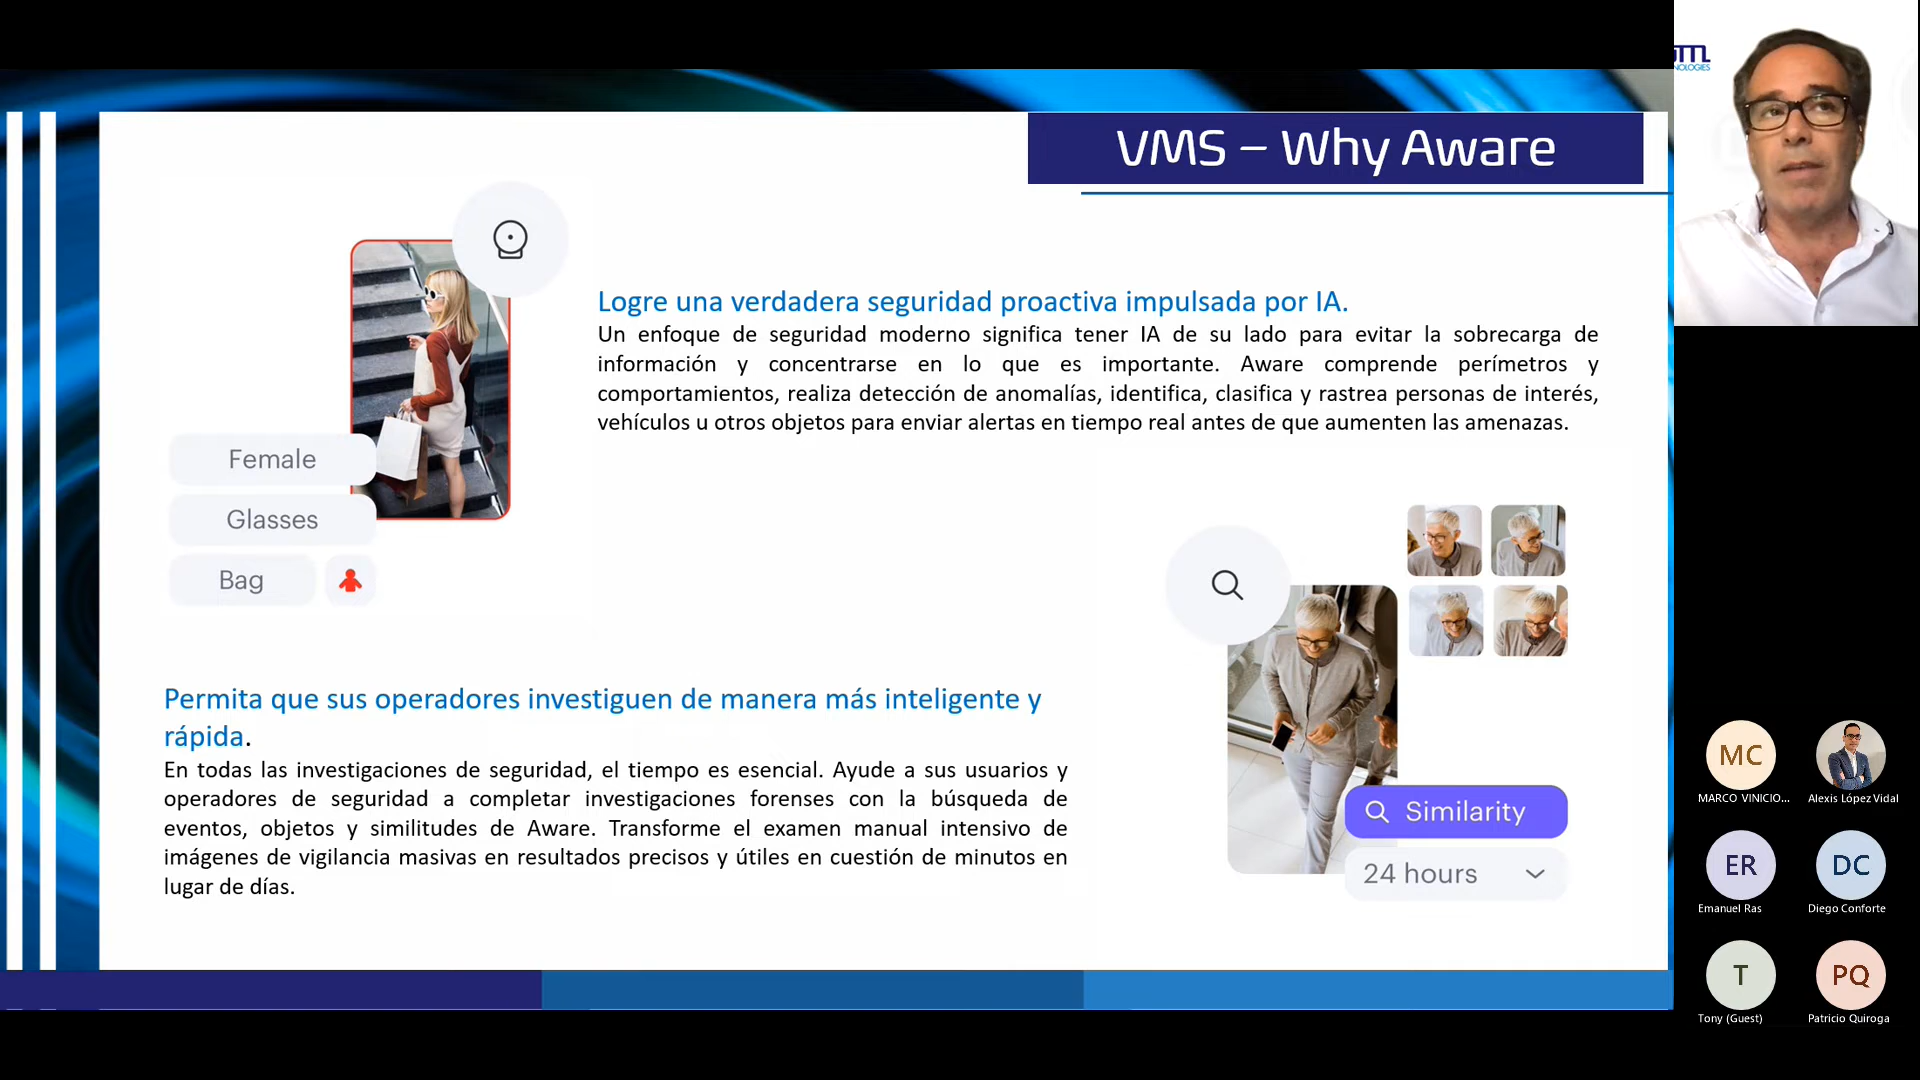 VMS – Why Aware
Logre una verdadera seguridad proactiva impulsada por IA.
Un enfoque de seguridad moderno significa tener IA de su lado para evitar la sobrecarga de
información y concentrarse en lo que es importante. Aware comprende perímetros y
comportamientos, realiza detección de anomalías, identifica, clasifica y rastrea personas de interés,
vehículos u otros objetos para enviar alertas en tiempo real antes de que aumenten las amenazas.
Female
Glasses
Bag
Permita que sus operadores investiguen de manera más inteligente y
rápida.
En todas las investigaciones de seguridad, el tiempo es esencial. Ayude a sus usuarios y
operadores de seguridad a completar investigaciones forenses con la búsqueda de
eventos, objetos y similitudes de Aware. Transforme el examen manual intensivo de
imágenes de vigilancia masivas en resultados precisos y útiles en cuestión de minutos en
lugar de días.
Similarity
24 hours
MC
MARCO VINICIO...
Alexis López Vidal
ER
Emanuel Ras
DC
Diego Conforte
T
Tony (Guest)
PQ
Patricio Quiroga